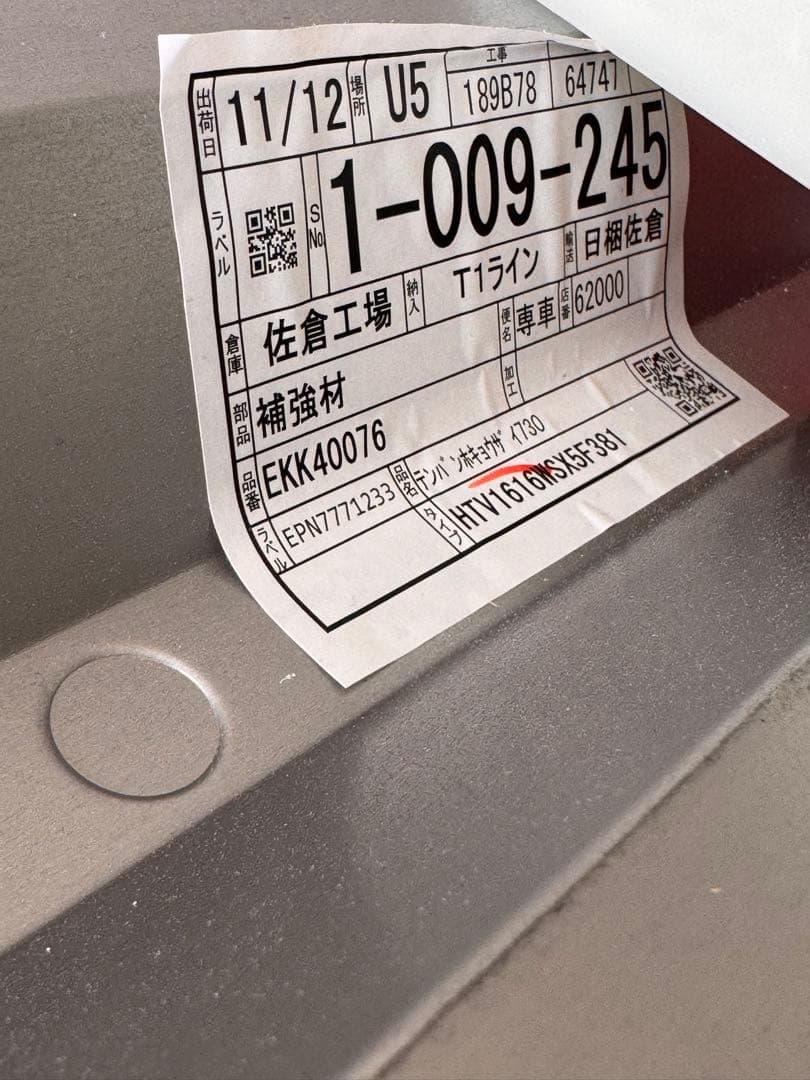 工事
出荷日 11/12 場所 U5 189B78 64747
ラベル S№ 1-009-245
倉庫 佐倉工場 納入 T1ライン 輸送 日梱佐倉
部品 補強材 便名 専車 店番 62000
品番 EKK40076 加工
ラベル EPN7771233 品名 テンバンホキョウザイ730
タイプ HTV1616WSX5F381